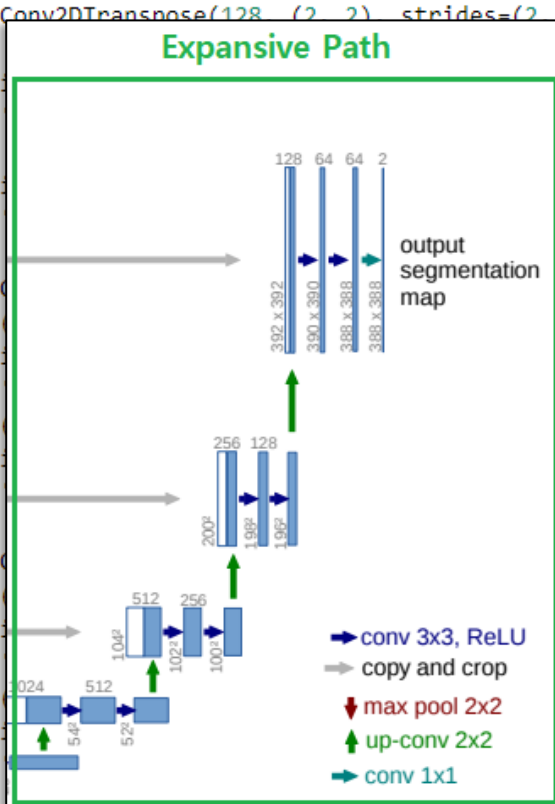 Conv2DTranspose(128, (2, 2), strides=(2,
Expansive Path
128 64 64 2
392 x 392
390 x 390
388 x 388
388 x 388
output
segmentation
map
256 128
200²
198²
196²
512 256
104²
102²
100²
1024 512
54²
52²
conv 3x3, ReLU
copy and crop
max pool 2x2
up-conv 2x2
conv 1x1